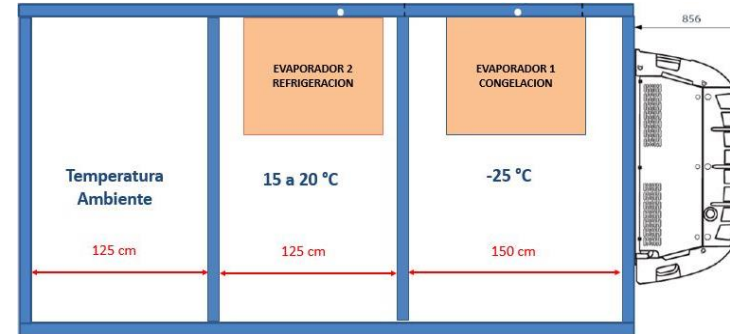 856
EVAPORADOR 2
REFRIGERACION
EVAPORADOR 1
CONGELACION
Temperatura
Ambiente
15 a 20 °C
-25 °C
125 cm
125 cm
150 cm